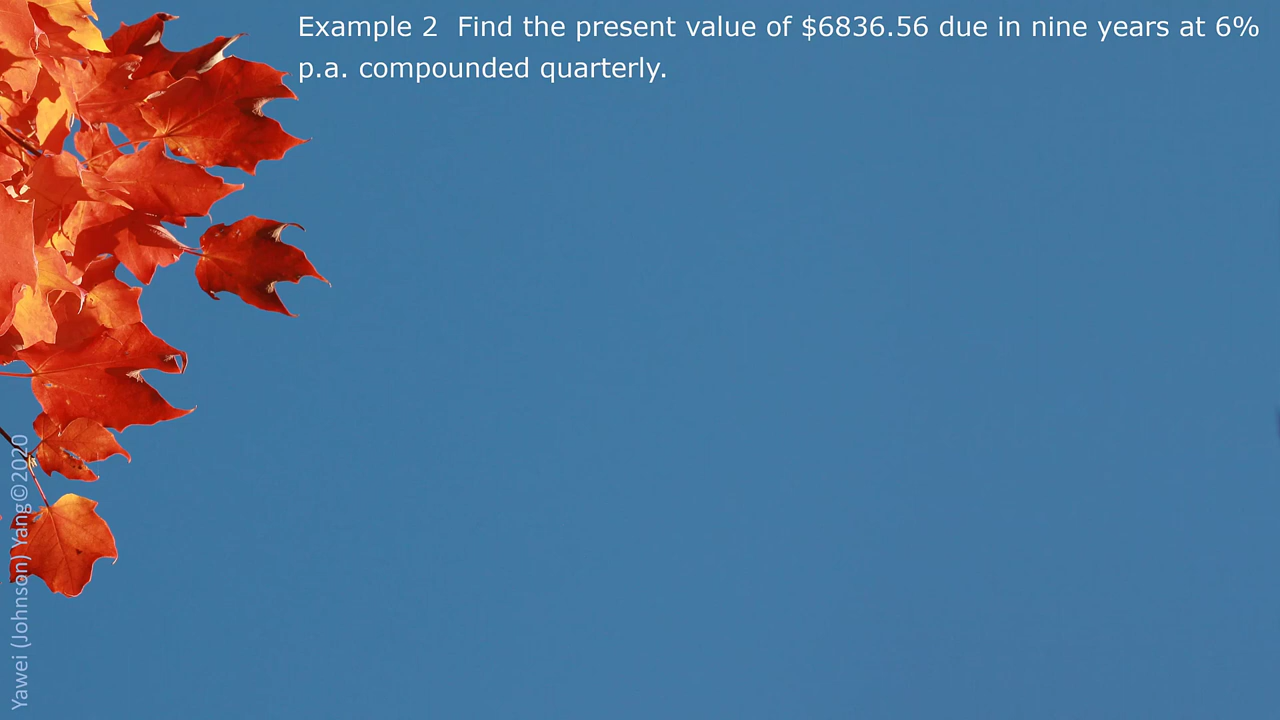 Example 2  Find the present value of $6836.56 due in nine years at 6%
p.a. compounded quarterly.
Yawei (Johnson) Yang©2020